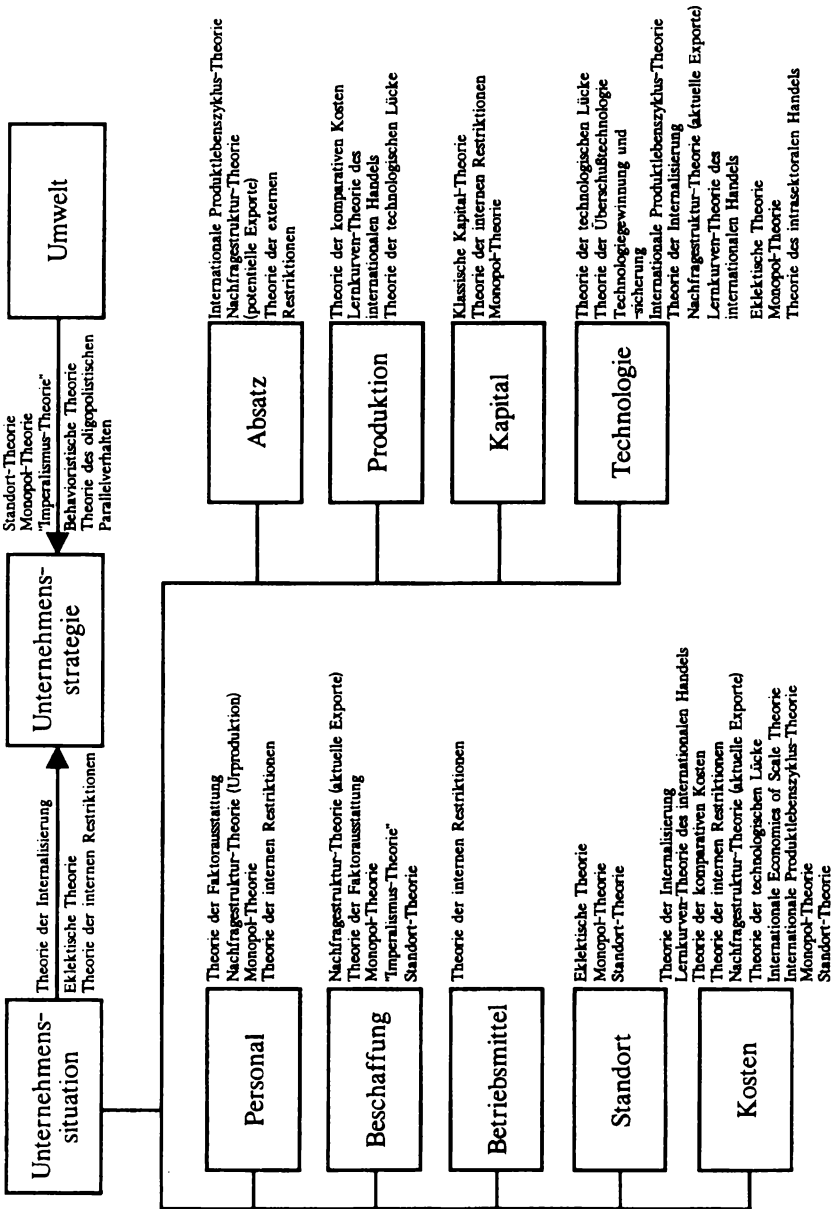 Unternehmens-
situation
Theorie der Internalisierung
Eklektische Theorie
Theorie der internen Restriktionen
Unternehmens-
strategie
Standort-Theorie
Monopol-Theorie
"Imperalismus-Theorie"
Behavioristische Theorie
Theorie des oligopolistischen
Parallelverhalten
Umwelt
Personal
Theorie der Faktorausstattung
Nachfragestruktur-Theorie (Urproduktion)
Monopol-Theorie
Theorie der internen Restriktionen
Beschaffung
Nachfragestruktur-Theorie (aktuelle Exporte)
Theorie der Faktorausstattung
Monopol-Theorie
"Imperalismus-Theorie"
Standort-Theorie
Betriebsmittel
Theorie der internen Restriktionen
Standort
Eklektische Theorie
Monopol-Theorie
Standort-Theorie
Kosten
Theorie der Internalisierung
Lernkurven-Theorie des internationalen Handels
Theorie der komparativen Kosten
Theorie der internen Restriktionen
Nachfragestruktur-Theorie (aktuelle Exporte)
Theorie der technologischen Lücke
Internationale Economies of Scale Theorie
Internationale Produktlebenszyklus-Theorie
Monopol-Theorie
Standort-Theorie
Absatz
Internationale Produktlebenszyklus-Theorie
Nachfragestruktur-Theorie
(potentielle Exporte)
Theorie der externen
Restriktionen
Produktion
Theorie der komparativen Kosten
Lernkurven-Theorie des
internationalen Handels
Theorie der technologischen Lücke
Kapital
Klassische Kapital-Theorie
Theorie der internen Restriktionen
Monopol-Theorie
Technologie
Theorie der technologischen Lücke
Theorie der Überschußtechnologie
Technologiegewinnung und
-sicherung
Internationale Produktlebenszyklus-Theorie
Theorie der Internalisierung
Nachfragestruktur-Theorie (aktuelle Exporte)
Lernkurven-Theorie des
internationalen Handels
Eklektische Theorie
Monopol-Theorie
Theorie des intrasektoralen Handels